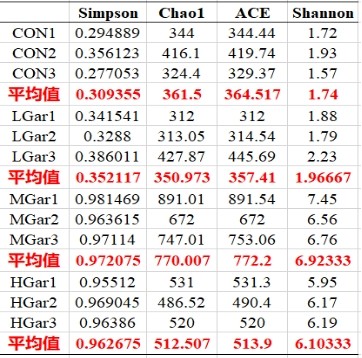 Simpson Chao1 ACE Shannon
CON1 0.294889 344 344.44 1.72
CON2 0.356123 416.1 419.74 1.93
CON3 0.277053 324.4 329.37 1.57
平均值 0.309355 361.5 364.517 1.74
LGar1 0.341541 312 312 1.88
LGar2 0.3288 313.05 314.54 1.79
LGar3 0.386011 427.87 445.69 2.23
平均值 0.352117 350.973 357.41 1.96667
MGar1 0.981469 891.01 891.54 7.45
MGar2 0.963615 672 672 6.56
MGar3 0.97114 747.01 753.06 6.76
平均值 0.972075 770.007 772.2 6.92333
HGar1 0.95512 531 531.3 5.95
HGar2 0.969045 486.52 490.4 6.17
HGar3 0.96386 520 520 6.19
平均值 0.962675 512.507 513.9 6.10333